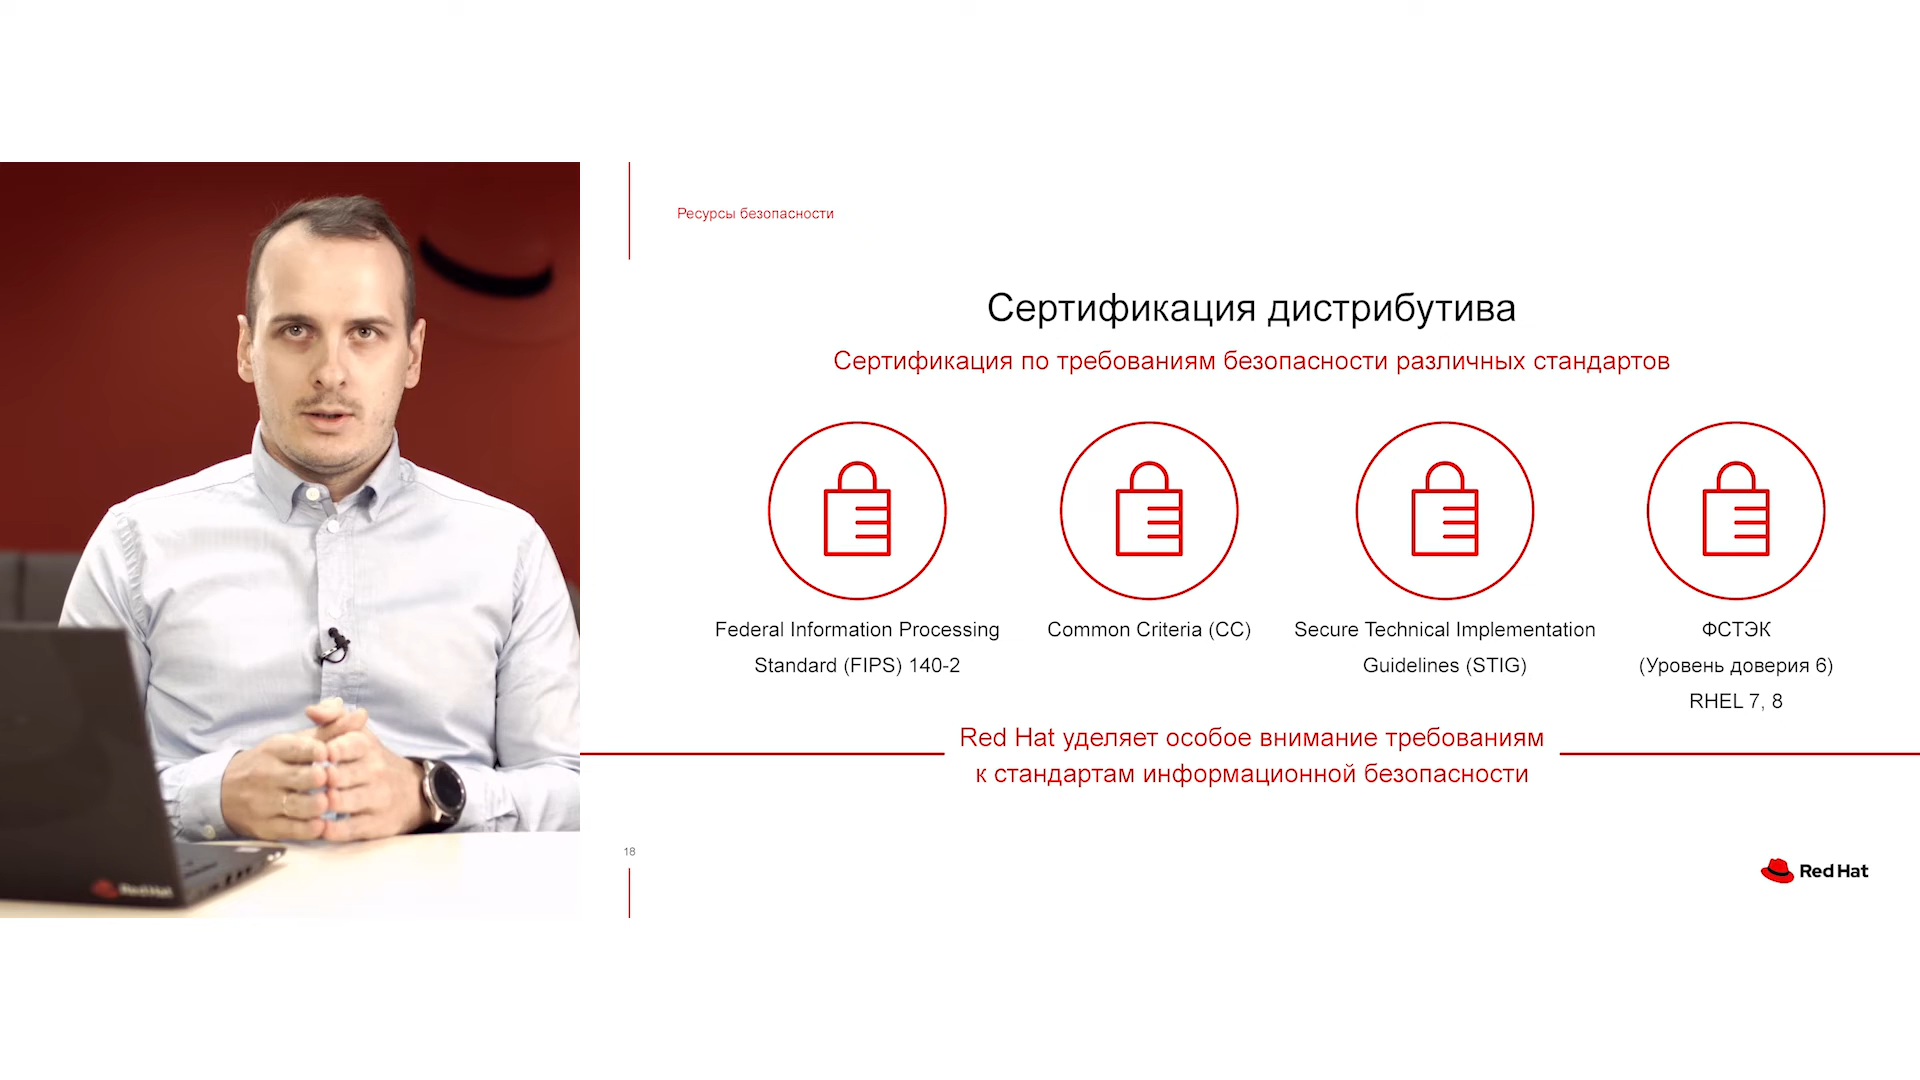 Ресурсы безопасности
Сертификация дистрибутива
Сертификация по требованиям безопасности различных стандартов
Federal Information Processing
Standard (FIPS) 140-2
Common Criteria (CC)
Secure Technical Implementation
Guidelines (STIG)
ФСТЭК
(Уровень доверия 6)
RHEL 7, 8
Red Hat уделяет особое внимание требованиям
к стандартам информационной безопасности
18
Red Hat
Red Hat